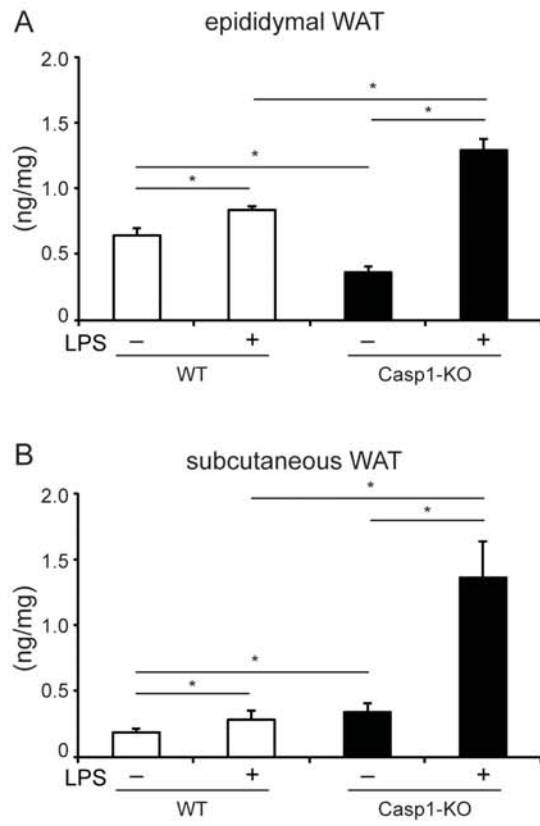 A
epididymal WAT
2.0
*
1.5
*
*
1.0
*
(ng/mg)
0.5
0
LPS – + – +
WT Casp1-KO
B
subcutaneous WAT
2.0
*
*
1.5
(ng/mg)
1.0
*
0.5
*
0
LPS – + – +
WT Casp1-KO